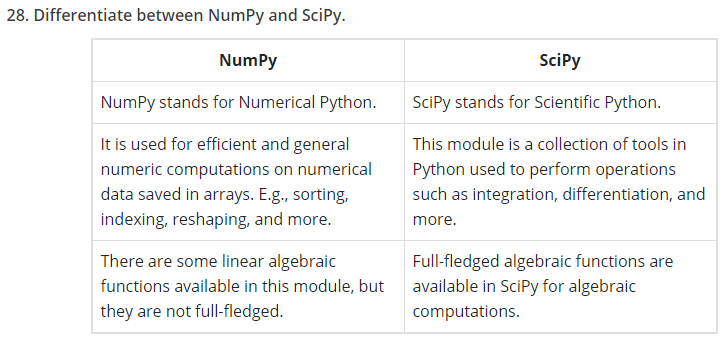 28. Differentiate between NumPy and SciPy.
NumPy
SciPy
NumPy stands for Numerical Python.
SciPy stands for Scientific Python.
It is used for efficient and general
numeric computations on numerical
data saved in arrays. E.g., sorting,
indexing, reshaping, and more.
This module is a collection of tools in
Python used to perform operations
such as integration, differentiation, and
more.
There are some linear algebraic
functions available in this module, but
they are not full-fledged.
Full-fledged algebraic functions are
available in SciPy for algebraic
computations.